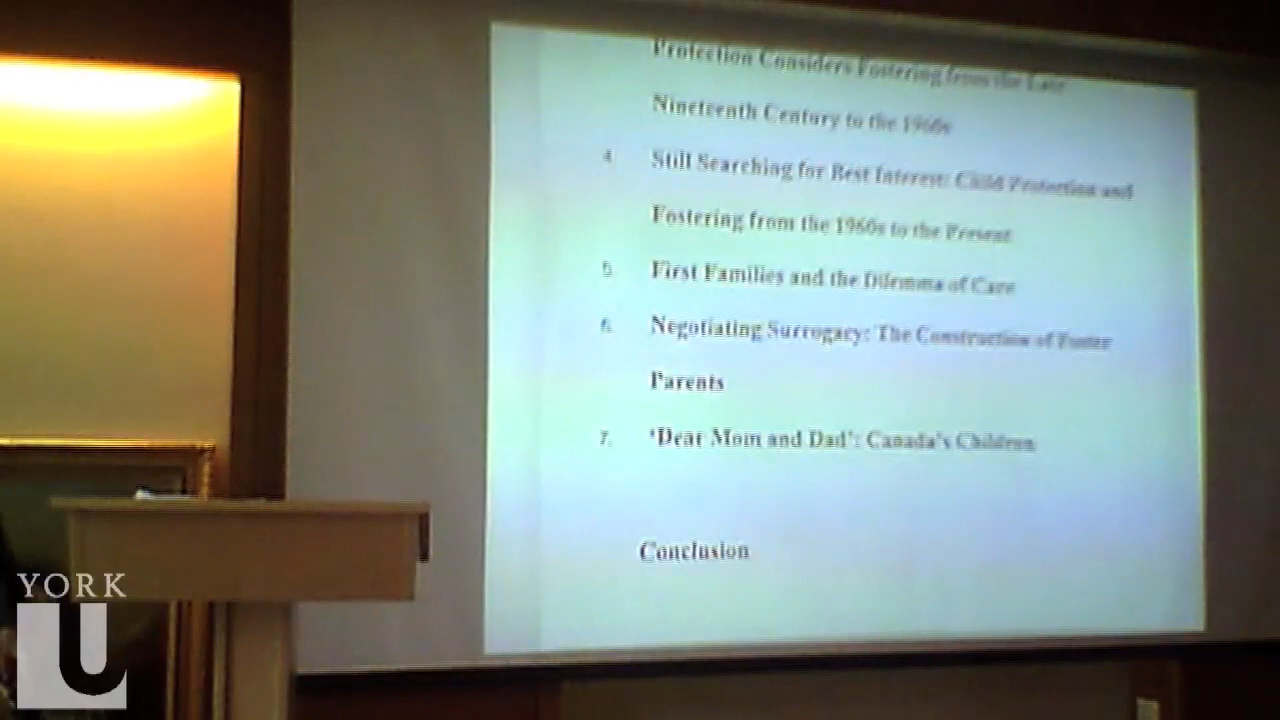 Protection Considers Fostering from the Late
Nineteenth Century to the 1960s
4. Still Searching for Best Interest: Child Protection and
Fostering from the 1960s to the Present
5. First Families and the Dilemma of Care
6. Negotiating Surrogacy: The Construction of Foster
Parents
7. 'Dear Mom and Dad': Canada's Children
Conclusion
YORK
U